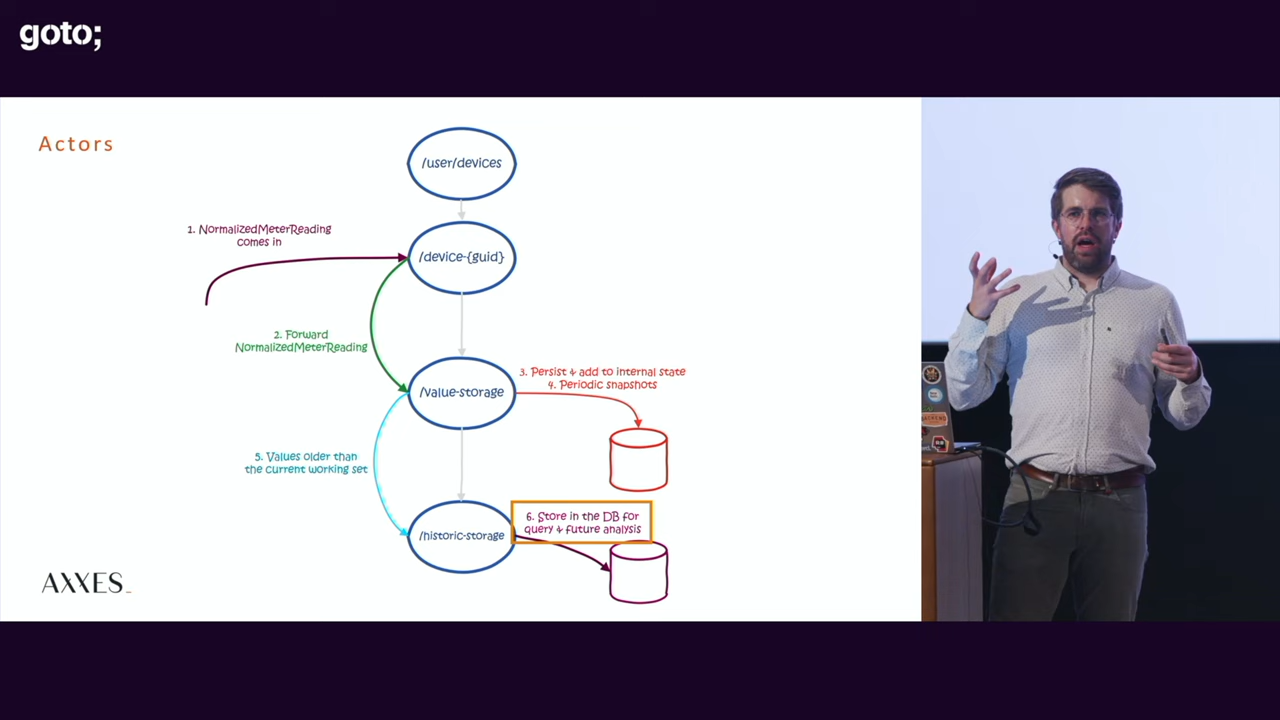 goto;
Actors
/user/devices
1. NormalizedMeterReading
comes in
/device-{guid}
2. Forward
NormalizedMeterReading
/value-storage
3. Persist & add to internal state
4. Periodic snapshots
5. Values older than
the current working set
/historic-storage
6. Store in the DB for
query & future analysis
AXXES_